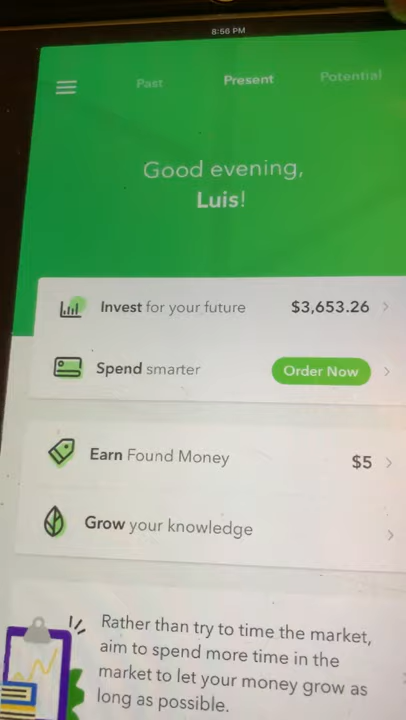 8:56 PM
Past Present Potential
Good evening,
Luis!
Invest for your future $3,653.26
Spend smarter Order Now
Earn Found Money $5
Grow your knowledge
Rather than try to time the market,
aim to spend more time in the
market to let your money grow as
long as possible.